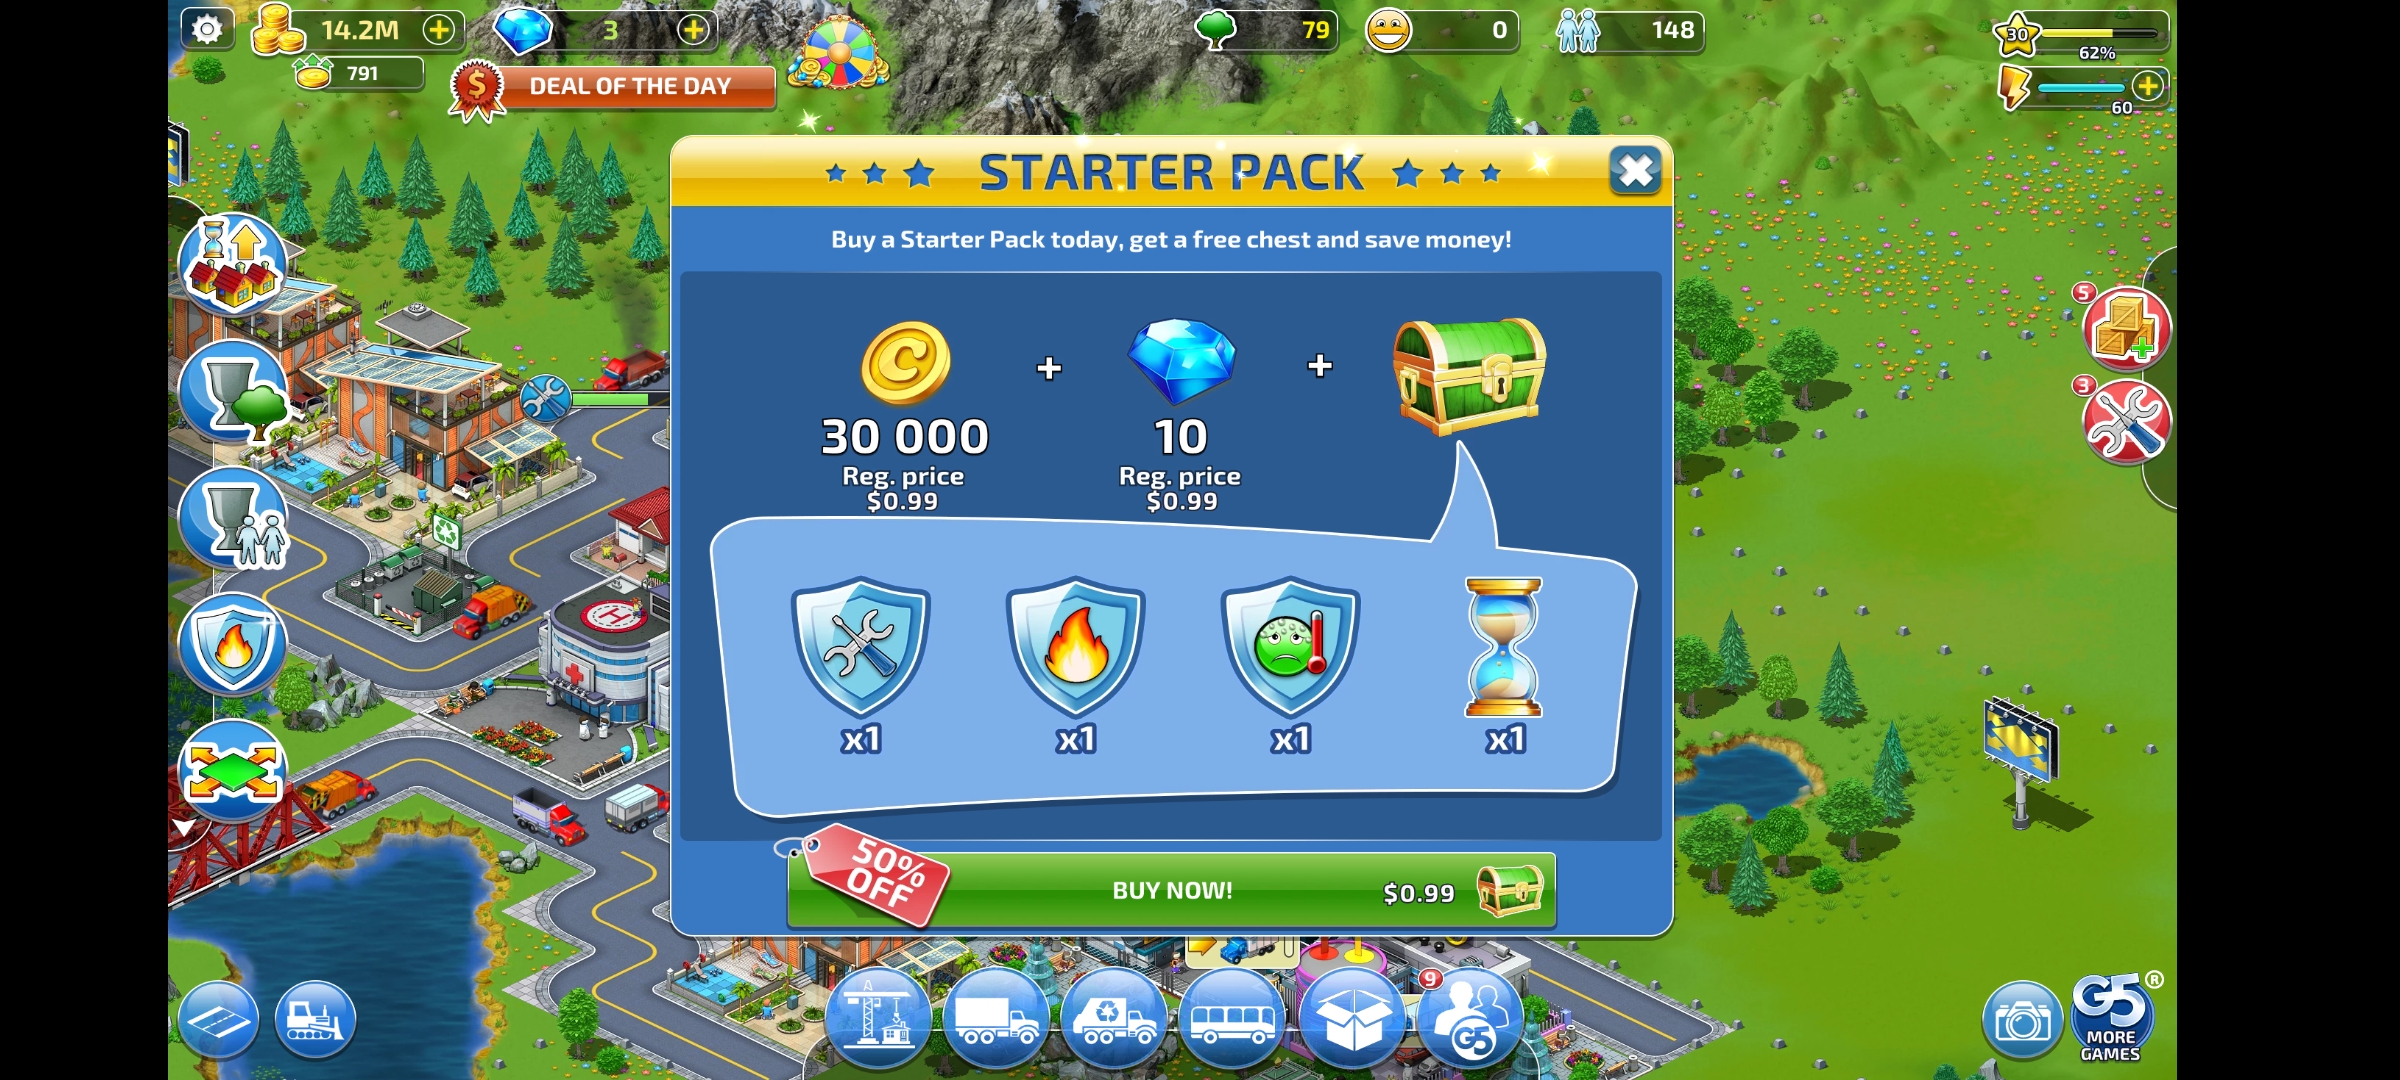 14.2M
3
79
0
148
30
62%
791
DEAL OF THE DAY
60
STARTER PACK
Buy a Starter Pack today, get a free chest and save money!
5
3
+
+
30 000
10
Reg. price
$0.99
Reg. price
$0.99
H
x1
x1
x1
x1
50%
OFF
BUY NOW!
$0.99
9
A
G5
G5®
MORE
GAMES